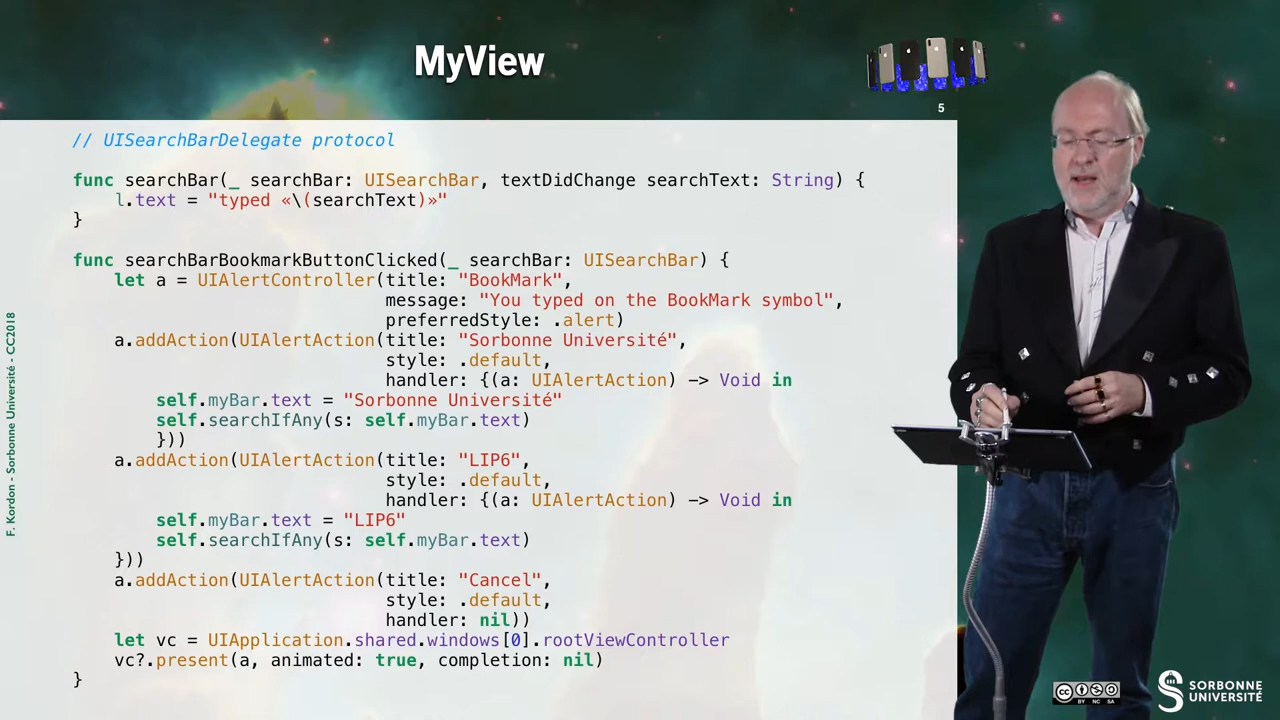 MyView
5
// UISearchBarDelegate protocol
func searchBar(_ searchBar: UISearchBar, textDidChange searchText: String) {
    l.text = "typed «\(searchText)»"
}
func searchBarBookmarkButtonClicked(_ searchBar: UISearchBar) {
    let a = UIAlertController(title: "BookMark",
                              message: "You typed on the BookMark symbol",
                              preferredStyle: .alert)
    a.addAction(UIAlertAction(title: "Sorbonne Université",
                              style: .default,
                              handler: {(a: UIAlertAction) -> Void in
        self.myBar.text = "Sorbonne Université"
        self.searchIfAny(s: self.myBar.text)
        }))
    a.addAction(UIAlertAction(title: "LIP6",
                              style: .default,
                              handler: {(a: UIAlertAction) -> Void in
        self.myBar.text = "LIP6"
        self.searchIfAny(s: self.myBar.text)
    }))
    a.addAction(UIAlertAction(title: "Cancel",
                              style: .default,
                              handler: nil))
    let vc = UIApplication.shared.windows[0].rootViewController
    vc?.present(a, animated: true, completion: nil)
}
F. Kordon - Sorbonne Université - CC2018
CC BY NC SA
SORBONNE
UNIVERSITÉ